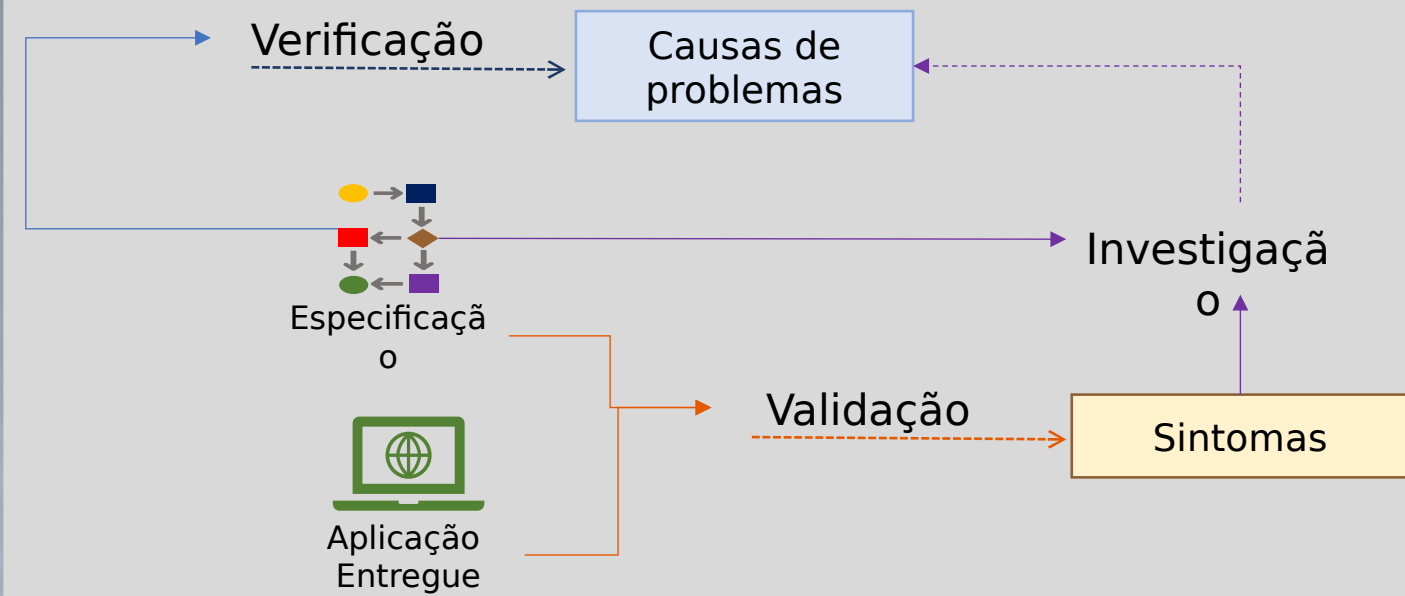 Verificação
Causas de
problemas
Investigaçã
o
Especificaçã
o
Validação
Sintomas
Aplicação
Entregue